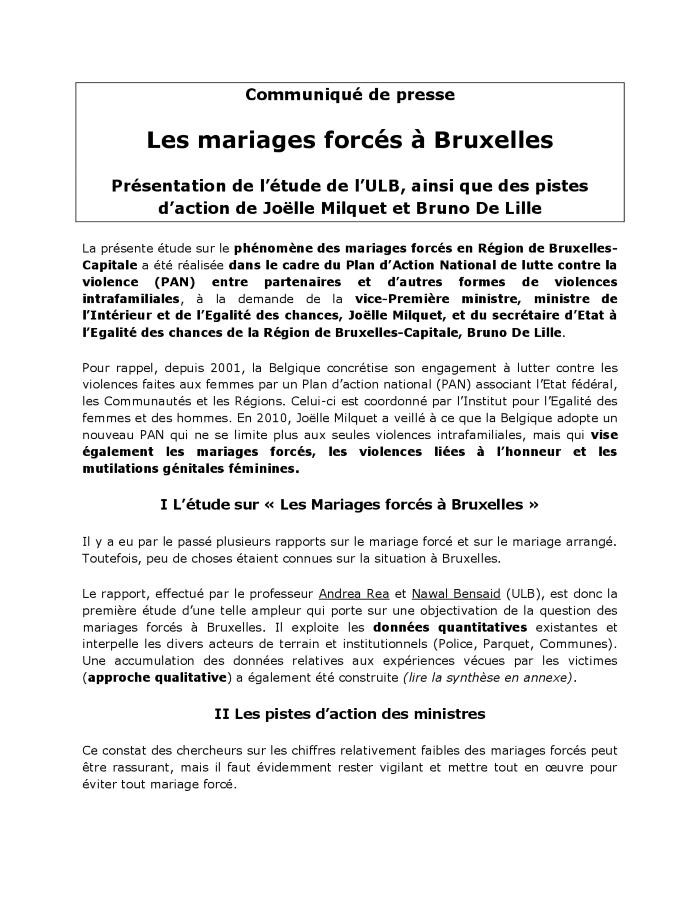 Communiqué de presse
Les mariages forcés à Bruxelles
Présentation de l’étude de l’ULB, ainsi que des pistes
d’action de Joëlle Milquet et Bruno De Lille
La présente étude sur le phénomène des mariages forcés en Région de Bruxelles-
Capitale a été réalisée dans le cadre du Plan d’Action National de lutte contre la
violence (PAN) entre partenaires et d’autres formes de violences
intrafamiliales, à la demande de la vice-Première ministre, ministre de
l’Intérieur et de l’Egalité des chances, Joëlle Milquet, et du secrétaire d’Etat à
l’Egalité des chances de la Région de Bruxelles-Capitale, Bruno De Lille.
Pour rappel, depuis 2001, la Belgique concrétise son engagement à lutter contre les
violences faites aux femmes par un Plan d’action national (PAN) associant l’Etat fédéral,
les Communautés et les Régions. Celui-ci est coordonné par l’Institut pour l’Egalité des
femmes et des hommes. En 2010, Joëlle Milquet a veillé à ce que la Belgique adopte un
nouveau PAN qui ne se limite plus aux seules violences intrafamiliales, mais qui vise
également les mariages forcés, les violences liées à l’honneur et les
mutilations génitales féminines.
I L’étude sur « Les Mariages forcés à Bruxelles »
Il y a eu par le passé plusieurs rapports sur le mariage forcé et sur le mariage arrangé.
Toutefois, peu de choses étaient connues sur la situation à Bruxelles.
Le rapport, effectué par le professeur Andrea Rea et Nawal Bensaid (ULB), est donc la
première étude d’une telle ampleur qui porte sur une objectivation de la question des
mariages forcés à Bruxelles. Il exploite les données quantitatives existantes et
interpelle les divers acteurs de terrain et institutionnels (Police, Parquet, Communes).
Une accumulation des données relatives aux expériences vécues par les victimes
(approche qualitative) a également été construite (lire la synthèse en annexe).
II Les pistes d’action des ministres
Ce constat des chercheurs sur les chiffres relativement faibles des mariages forcés peut
être rassurant, mais il faut évidemment rester vigilant et mettre tout en œuvre pour
éviter tout mariage forcé.